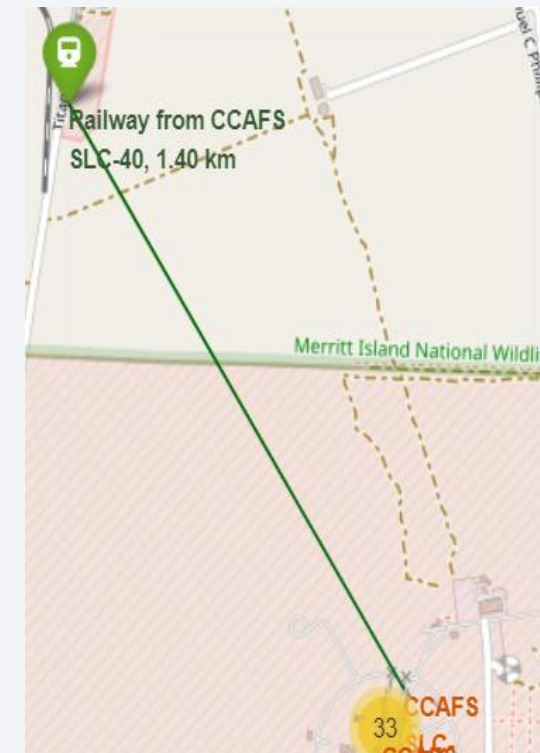 Railway from CCAFS
SLC-40, 1.40 km
Merritt Island National Wildli
CCAFS
33
SLC